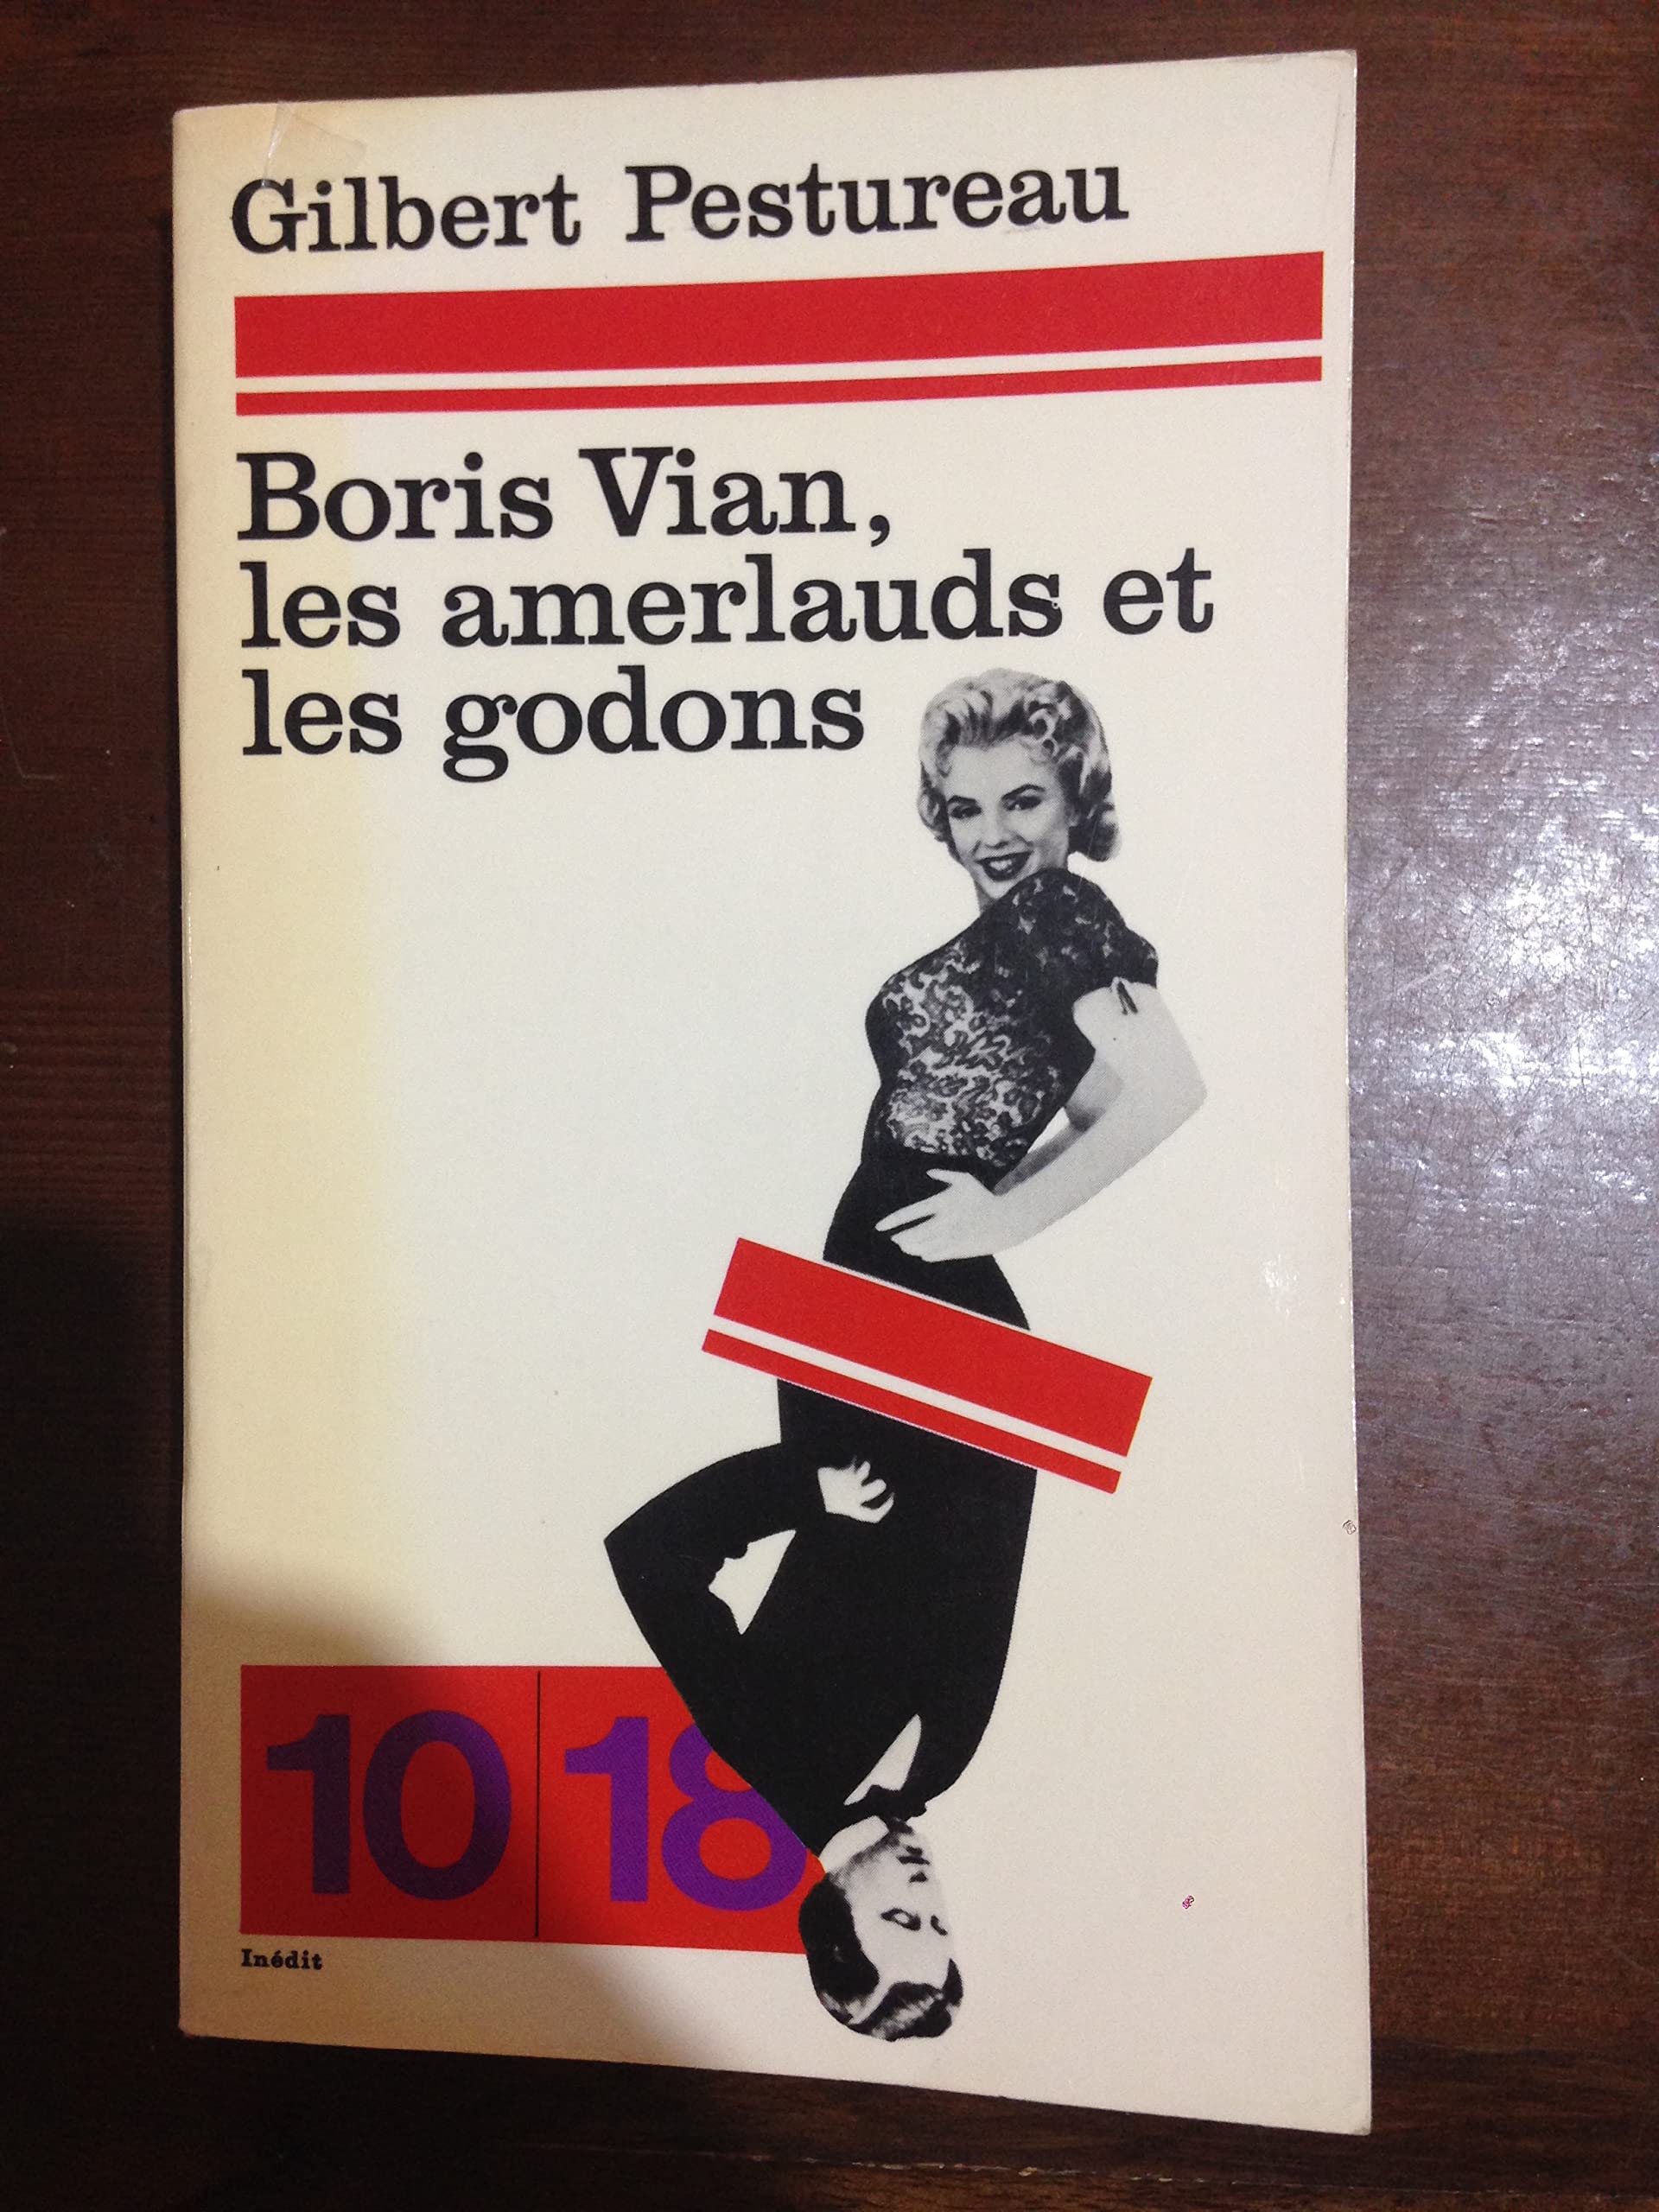 Gilbert Pestureau
Boris Vian,
les amerlauds et
les godons
10 18
Inédit